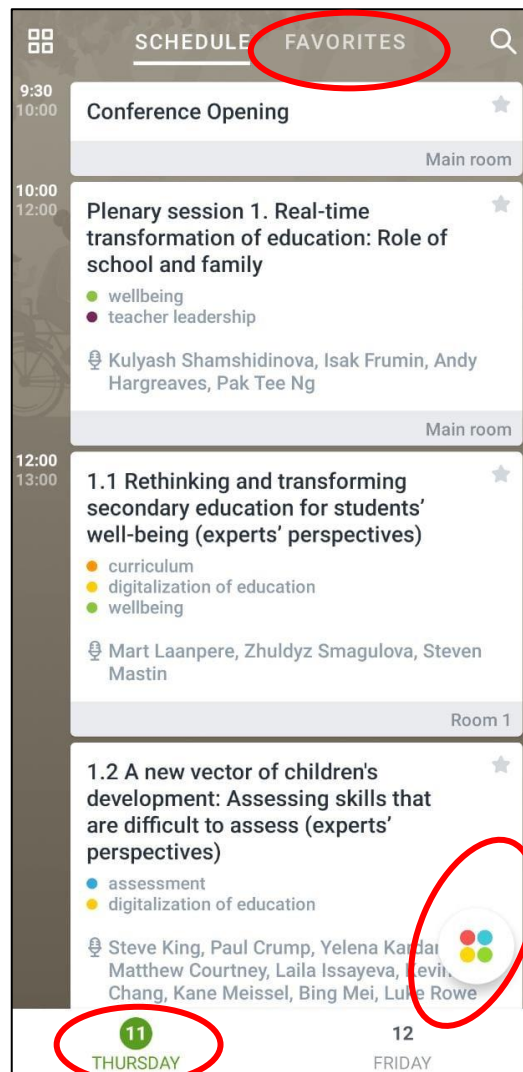 SCHEDULE FAVORITES
9:30
10:00
Conference Opening
Main room
10:00
12:00
Plenary session 1. Real-time
transformation of education: Role of
school and family
wellbeing
teacher leadership
Kulyash Shamshidinova, Isak Frumin, Andy
Hargreaves, Pak Tee Ng
Main room
12:00
13:00
1.1 Rethinking and transforming
secondary education for students’
well-being (experts’ perspectives)
curriculum
digitalization of education
wellbeing
Mart Laanpere, Zhuldyz Smagulova, Steven
Mastin
Room 1
1.2 A new vector of children's
development: Assessing skills that
are difficult to assess (experts’
perspectives)
assessment
digitalization of education
Steve King, Paul Crump, Yelena
Matthew Courtney, Laila Issayeva, Kevin
Chang, Kane Meissel, Bing Mei, Luke Rowe
11 12
THURSDAY FRIDAY